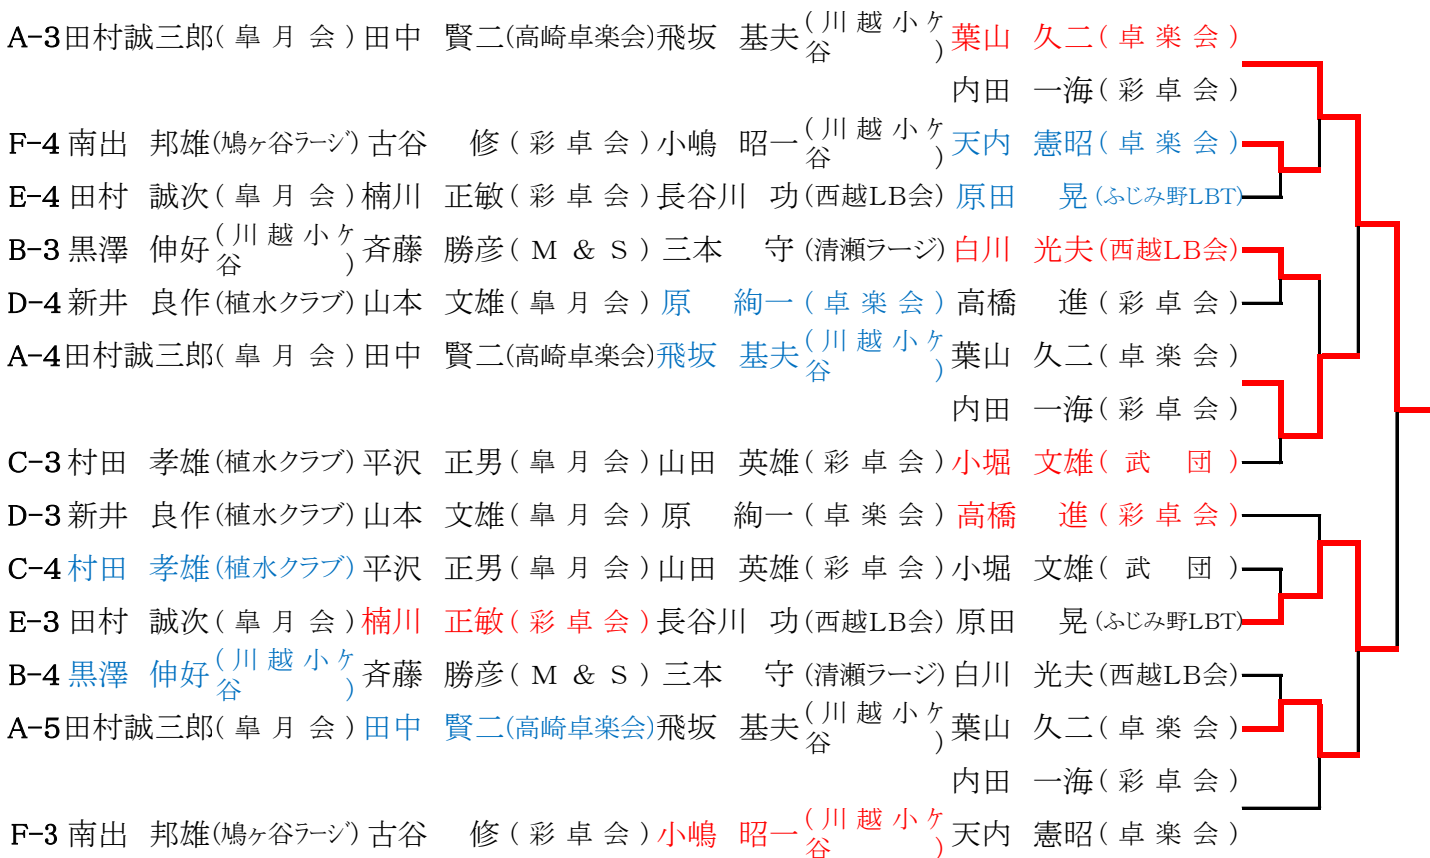 A-3 田村誠三郎(皐月会) 田中 賢二(高崎卓楽会) 飛坂 基夫(川越小ケ谷) 葉山 久二(卓楽会)
内田 一海(彩卓会)
F-4 南出 邦雄(鳩ヶ谷ラージ) 古谷 修(彩卓会) 小嶋 昭一(川越小ケ谷) 天内 憲昭(卓楽会)
E-4 田村 誠次(皐月会) 楠川 正敏(彩卓会) 長谷川 功(西越LB会) 原田 晃(ふじみ野LBT)
B-3 黒澤 伸好(川越小ケ谷) 斉藤 勝彦(M&S) 三本 守(清瀬ラージ) 白川 光夫(西越LB会)
D-4 新井 良作(植水クラブ) 山本 文雄(皐月会) 原 絢一(卓楽会) 高橋 進(彩卓会)
A-4 田村誠三郎(皐月会) 田中 賢二(高崎卓楽会) 飛坂 基夫(川越小ケ谷) 葉山 久二(卓楽会)
内田 一海(彩卓会)
C-3 村田 孝雄(植水クラブ) 平沢 正男(皐月会) 山田 英雄(彩卓会) 小堀 文雄(武団)
D-3 新井 良作(植水クラブ) 山本 文雄(皐月会) 原 絢一(卓楽会) 高橋 進(彩卓会)
C-4 村田 孝雄(植水クラブ) 平沢 正男(皐月会) 山田 英雄(彩卓会) 小堀 文雄(武団)
E-3 田村 誠次(皐月会) 楠川 正敏(彩卓会) 長谷川 功(西越LB会) 原田 晃(ふじみ野LBT)
B-4 黒澤 伸好(川越小ケ谷) 斉藤 勝彦(M&S) 三本 守(清瀬ラージ) 白川 光夫(西越LB会)
A-5 田村誠三郎(皐月会) 田中 賢二(高崎卓楽会) 飛坂 基夫(川越小ケ谷) 葉山 久二(卓楽会)
内田 一海(彩卓会)
F-3 南出 邦雄(鳩ヶ谷ラージ) 古谷 修(彩卓会) 小嶋 昭一(川越小ケ谷) 天内 憲昭(卓楽会)